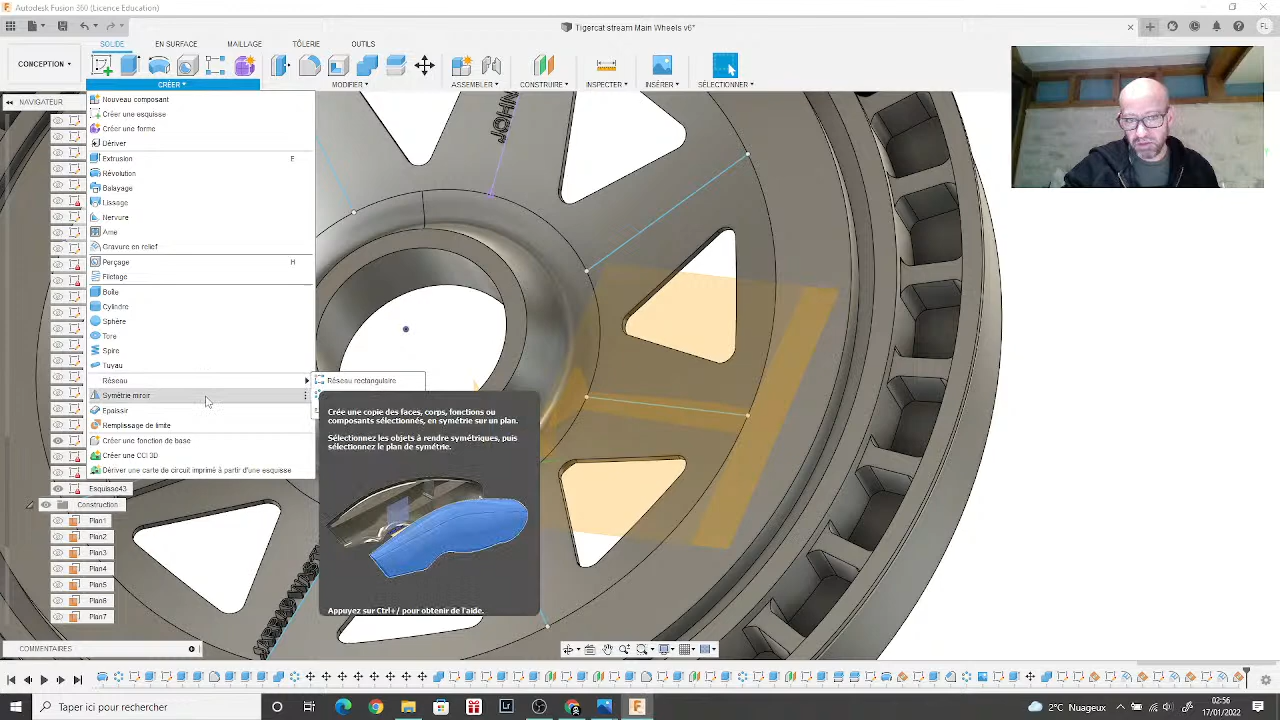 Autodesk Fusion 360 (Licence Education)
Tigercat stream Main Wheels v6*
FL
SOLIDE
EN SURFACE
MAILLAGE
TÔLERIE
OUTILS
CONCEPTION
CRÉER
MODIFIER
ASSEMBLER
CONSTRUIRE
INSPECTER
INSÉRER
SÉLECTIONNER
NAVIGATEUR
Nouveau composant
Créer une esquisse
Créer une forme
Dériver
Extrusion E
Révolution
Balayage
Lissage
Nervure
Ame
Gravure en relief
Perçage H
Filetage
Boîte
Cylindre
Sphère
Tore
Spire
Tuyau
Réseau
Symétrie miroir
Epaissir
Remplissage de limite
Créer une fonction de base
Créer une CCI 3D
Dériver une carte de circuit imprimé à partir d'une esquisse
Réseau rectangulaire
Crée une copie des faces, corps, fonctions ou
composants sélectionnés, en symétrie sur un plan.
Sélectionnez les objets à rendre symétriques, puis
sélectionnez le plan de symétrie.
Appuyez sur Ctrl+/ pour obtenir de l'aide.
Esquisse43
Construction
Plan1
Plan2
Plan3
Plan4
Plan5
Plan6
Plan7
COMMENTAIRES
Taper ici pour rechercher
2°C Nuageux
02:56
17/01/2022